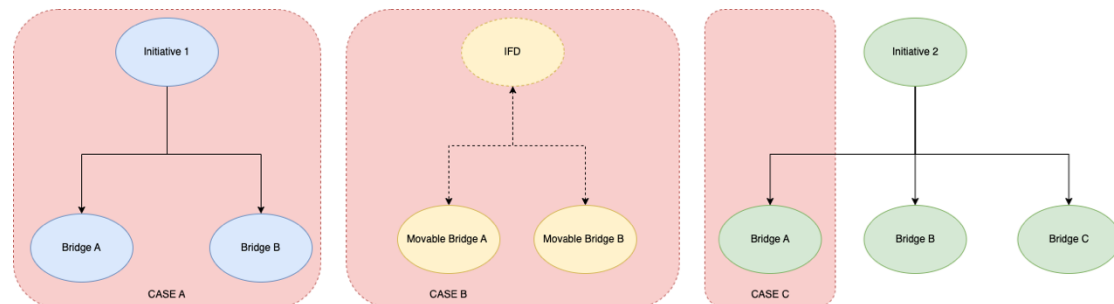 Initiative 1
IFD
Initiative 2
Bridge A
Bridge B
Movable Bridge A
Movable Bridge B
Bridge A
Bridge B
Bridge C
CASE A
CASE B
CASE C